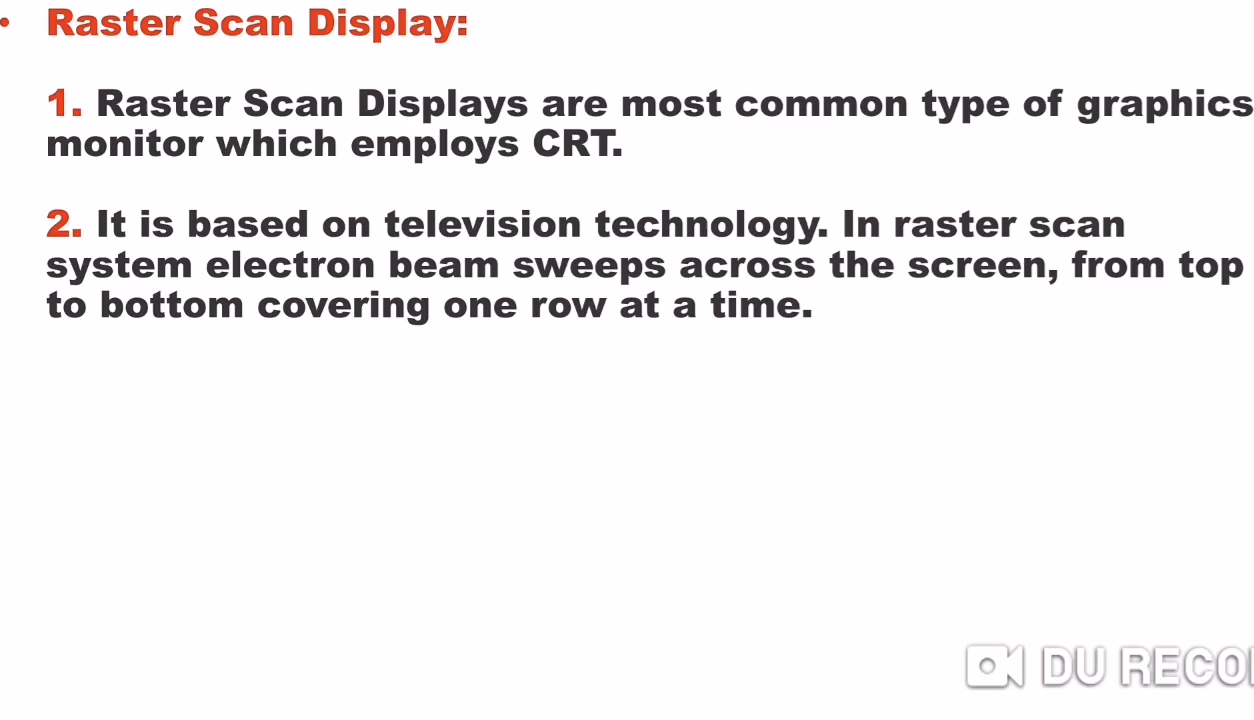 • Raster Scan Display:
1. Raster Scan Displays are most common type of graphics
monitor which employs CRT.
2. It is based on television technology. In raster scan
system electron beam sweeps across the screen, from top
to bottom covering one row at a time.
DU RECO